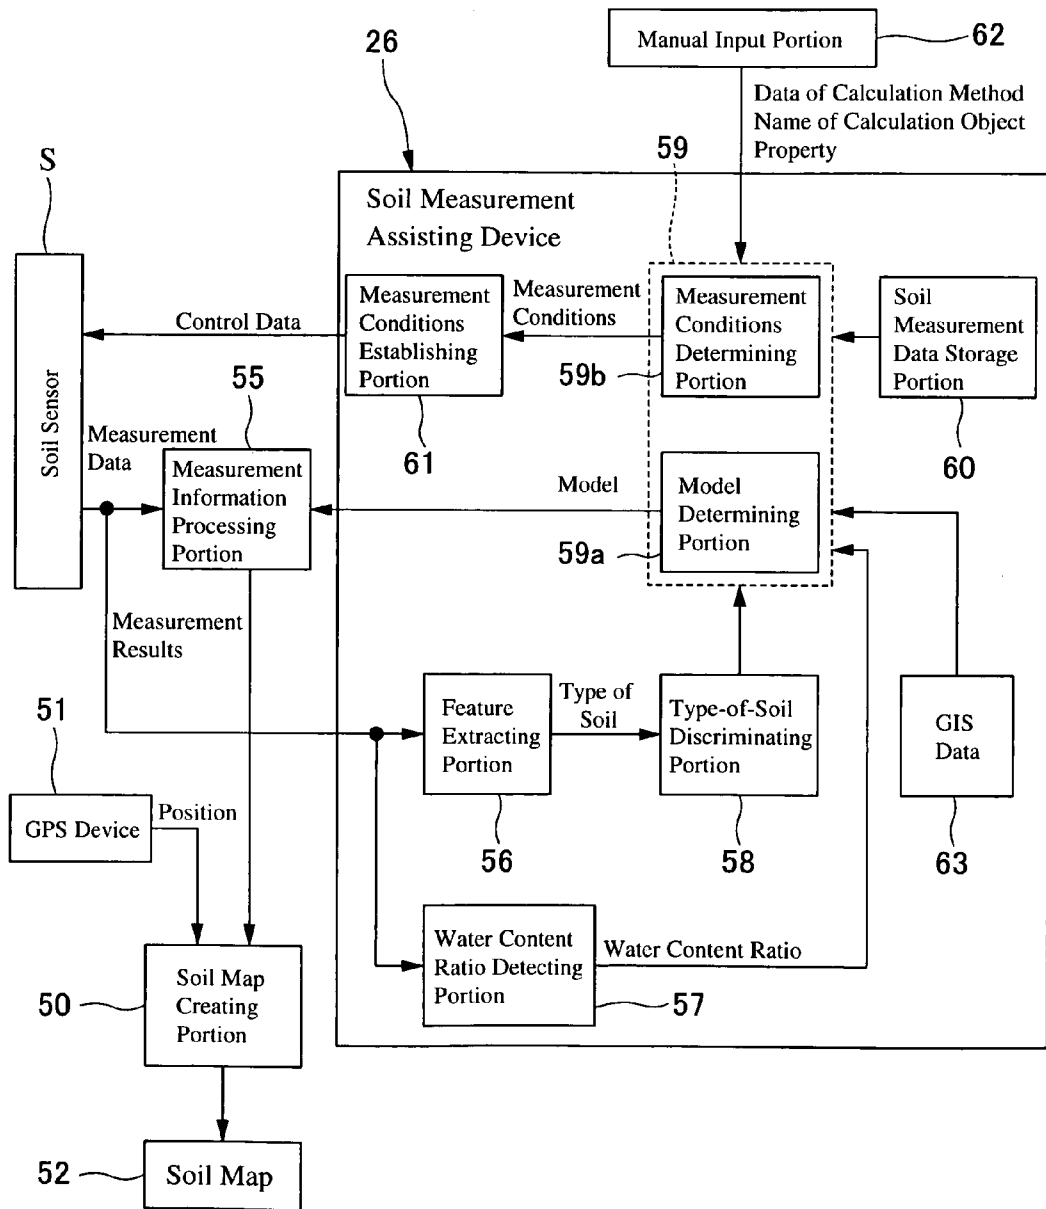 Manual Input Portion
62
26
Data of Calculation Method
Name of Calculation Object
Property
59
S
Soil Measurement
Assisting Device
Measurement
Conditions
Establishing
Portion
Measurement
Conditions
Measurement
Conditions
Determining
Portion
Soil
Measurement
Data Storage
Portion
Control Data
55
59b
61
60
Soil Sensor
Measurement
Data
Measurement
Information
Processing
Portion
Model
Model
Determining
Portion
59a
Measurement
Results
51
Feature
Extracting
Portion
Type of
Soil
Type-of-Soil
Discriminating
Portion
GIS
Data
GPS Device
Position
56
58
63
Water Content
Ratio Detecting
Portion
Water Content Ratio
57
50
Soil Map
Creating
Portion
52
Soil Map